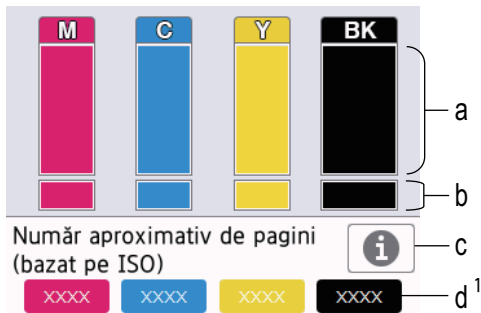 M C Y BK
a
b
Număr aproximativ de pagini
(bazat pe ISO)
i
c
XXXX XXXX XXXX XXXX
d 1